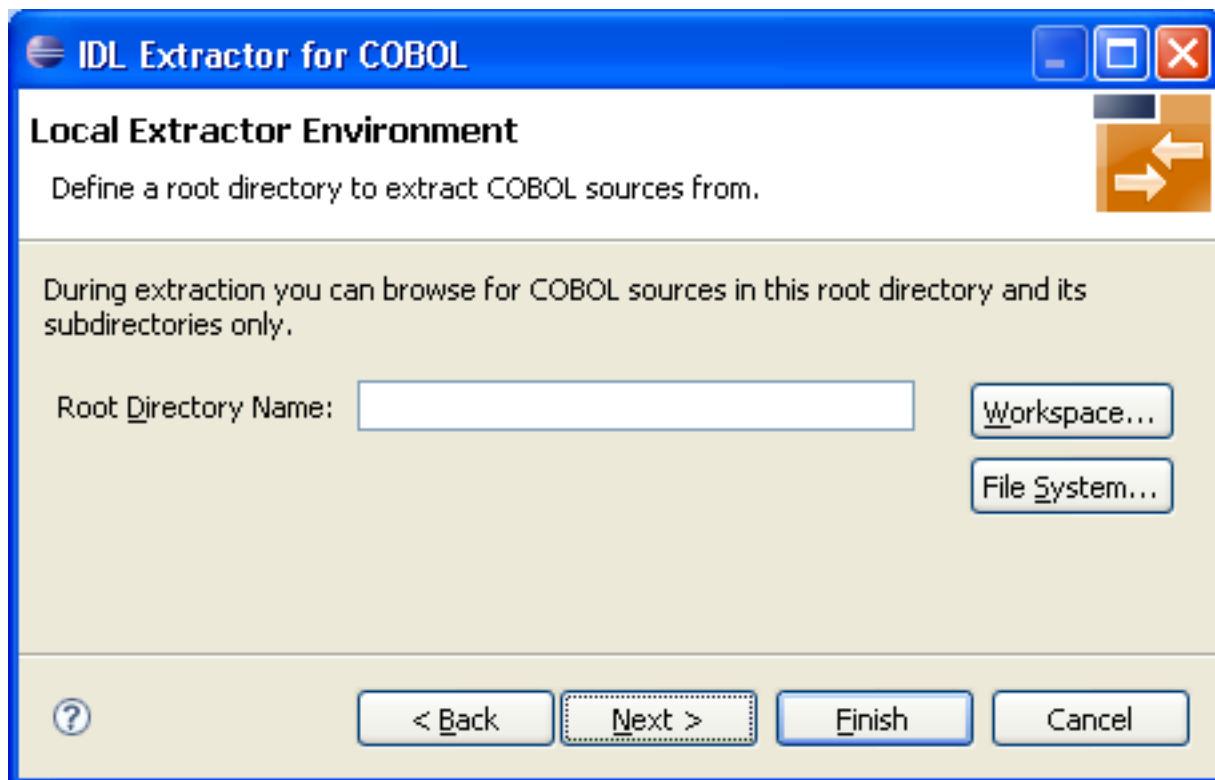 IDL Extractor for COBOL
Local Extractor Environment
Define a root directory to extract COBOL sources from.
During extraction you can browse for COBOL sources in this root directory and its
subdirectories only.
Root Directory Name:
Workspace...
File System...
?
< Back
Next >
Finish
Cancel